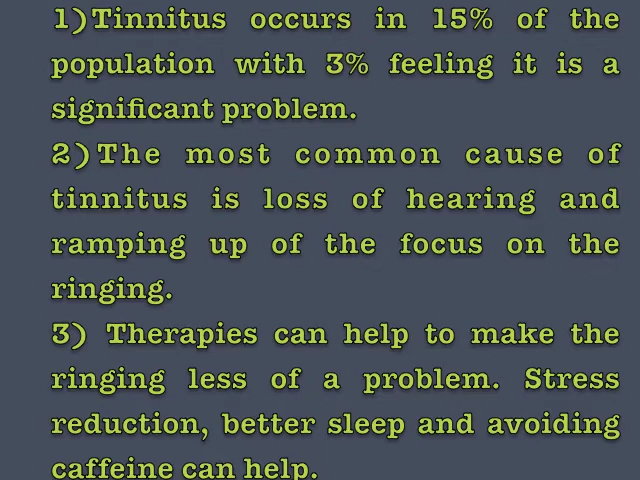 1)Tinnitus occurs in 15% of the
population with 3% feeling it is a
significant problem.
2)The most common cause of
tinnitus is loss of hearing and
ramping up of the focus on the
ringing.
3) Therapies can help to make the
ringing less of a problem. Stress
reduction, better sleep and avoiding
caffeine can help.